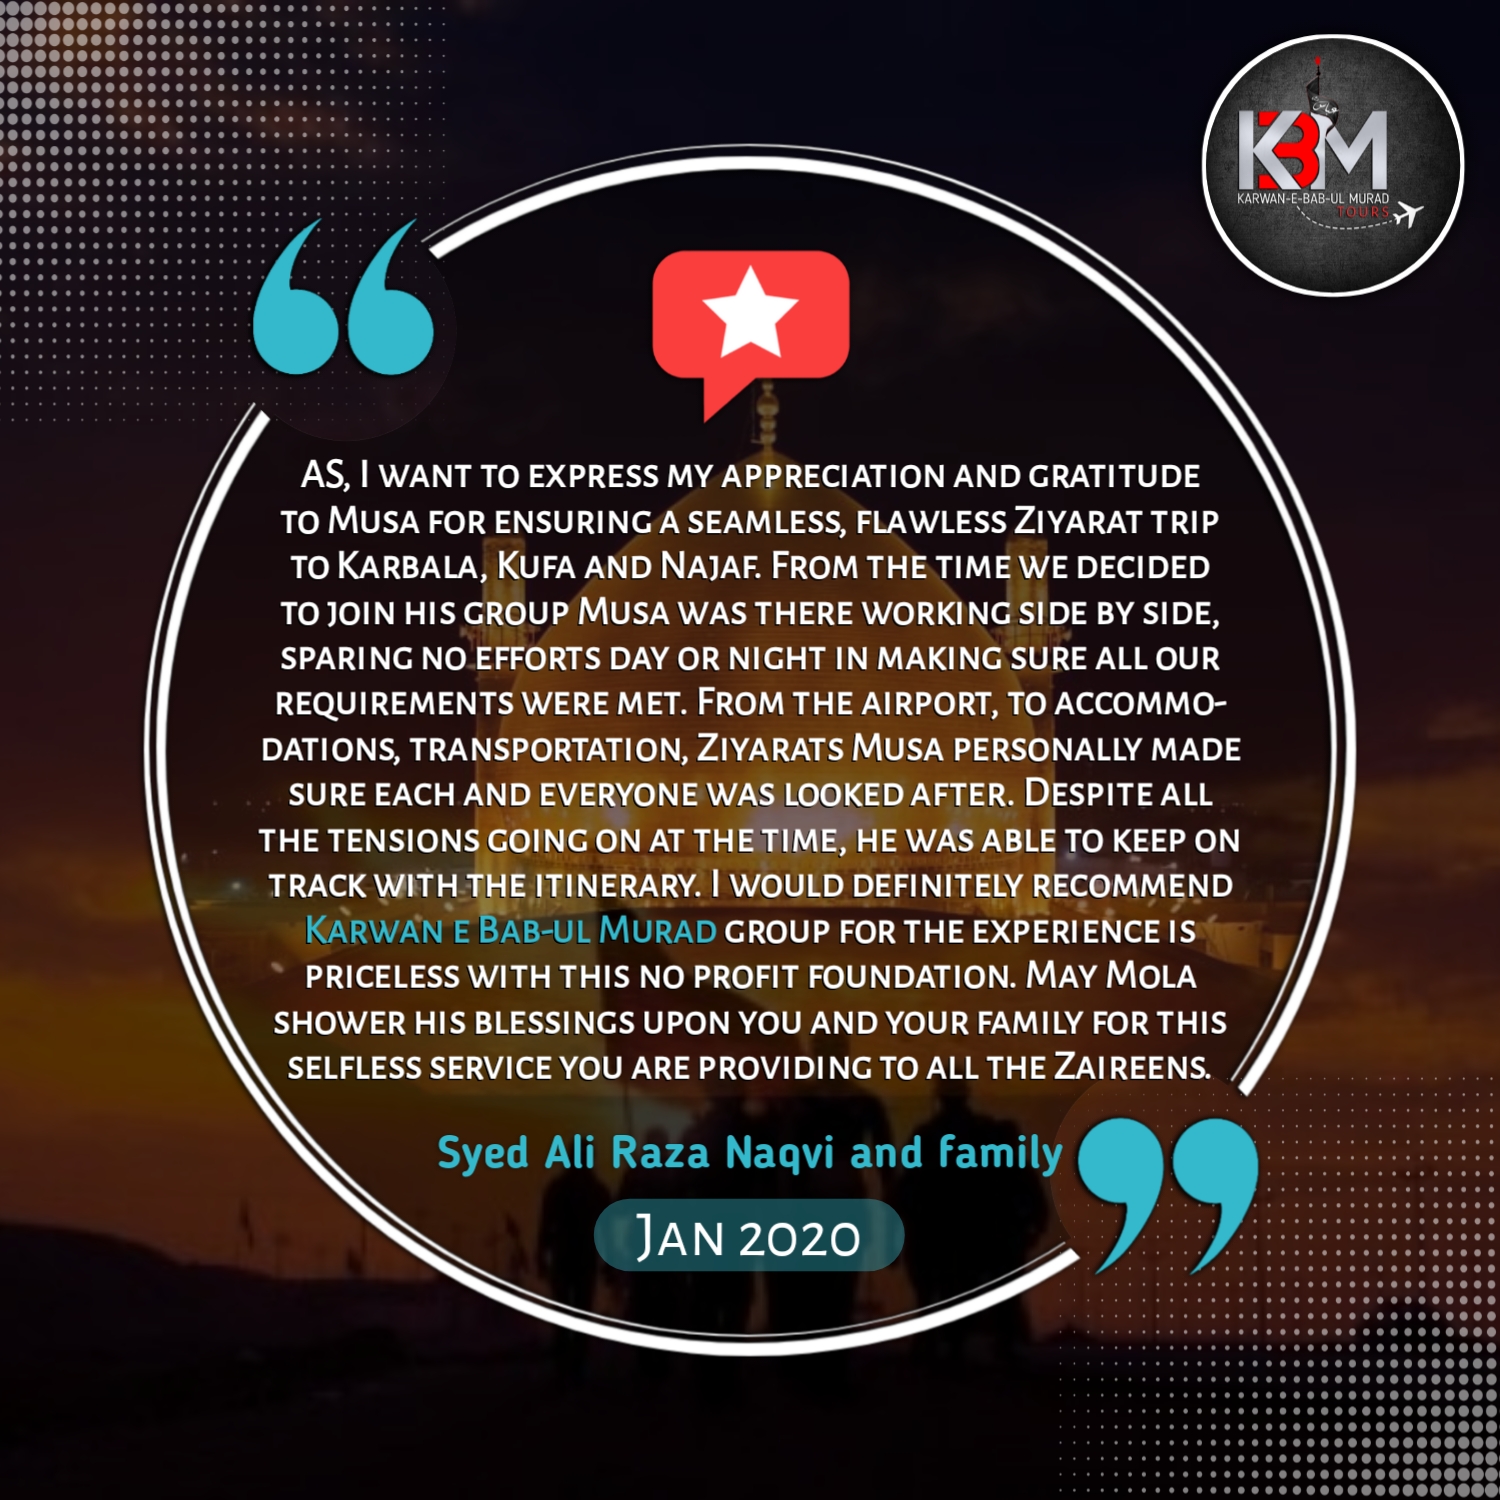 KBM
KARWAN-E-BAB-UL MURAD
TOURS
AS, I want to express my appreciation and gratitude
to Musa for ensuring a seamless, flawless Ziyarat trip
to Karbala, Kufa and Najaf. From the time we decided
to join his group Musa was there working side by side,
sparing no efforts day or night in making sure all our
requirements were met. From the airport, to accommo-
dations, transportation, Ziyarats Musa personally made
sure each and everyone was looked after. Despite all
the tensions going on at the time, he was able to keep on
track with the itinerary. I would definitely recommend
Karwan e Bab-ul Murad group for the experience is
priceless with this no profit foundation. May Mola
shower his blessings upon you and your family for this
selfless service you are providing to all the Zaireens.
Syed Ali Raza Naqvi and family
Jan 2020